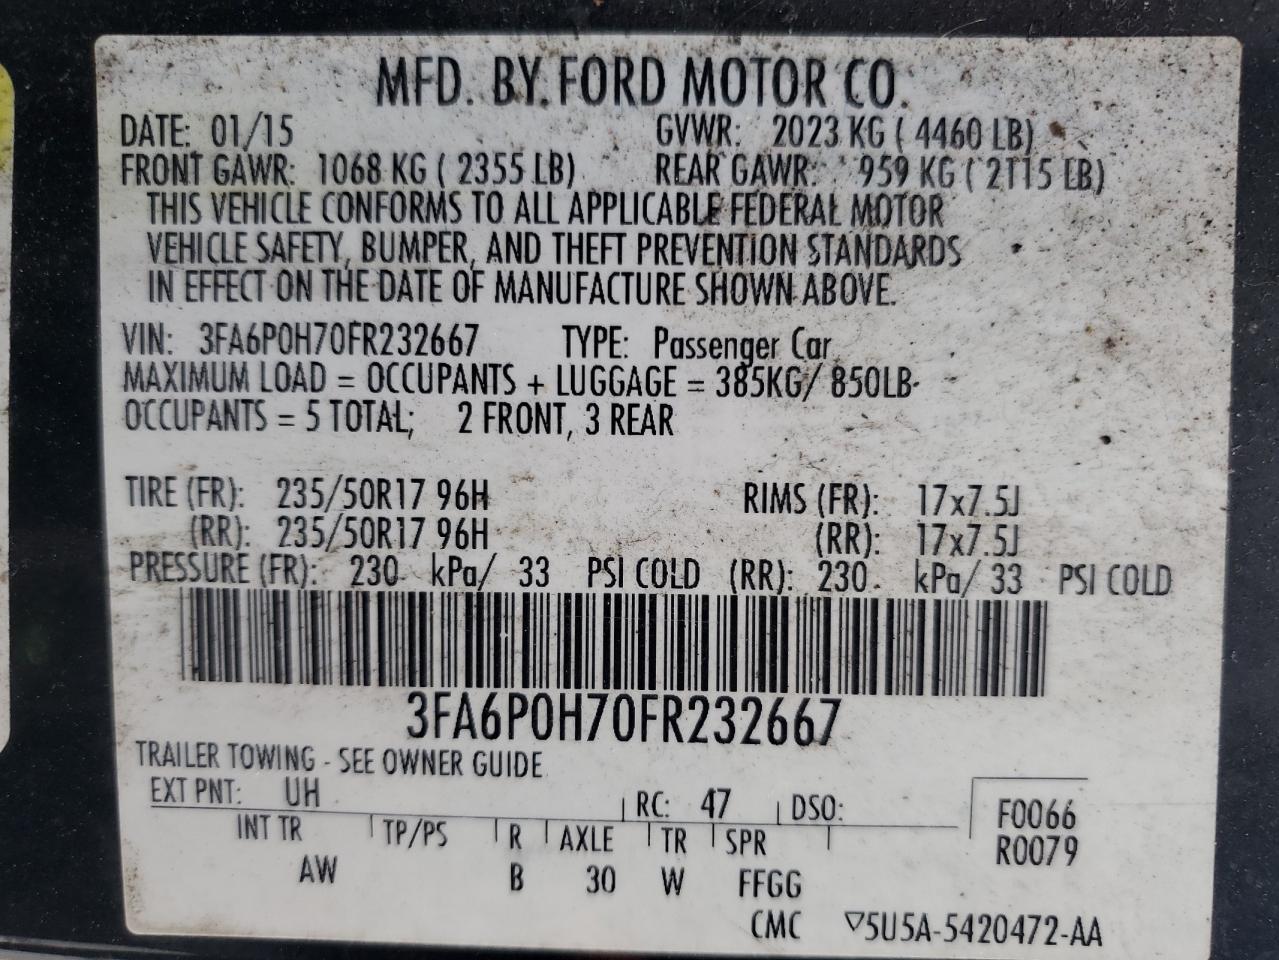 MFD. BY. FORD MOTOR CO.
DATE: 01/15 GVWR: 2023 KG ( 4460 LB)
FRONT GAWR: 1068 KG ( 2355 LB) REAR GAWR: 959 KG ( 2115 LB)
THIS VEHICLE CONFORMS TO ALL APPLICABLE FEDERAL MOTOR
VEHICLE SAFETY, BUMPER, AND THEFT PREVENTION STANDARDS
IN EFFECT ON THE DATE OF MANUFACTURE SHOWN ABOVE.
VIN: 3FA6P0H70FR232667 TYPE: Passenger Car
MAXIMUM LOAD = OCCUPANTS + LUGGAGE = 385KG/ 850LB
OCCUPANTS = 5 TOTAL; 2 FRONT, 3 REAR
TIRE (FR): 235/50R17 96H RIMS (FR): 17x7.5J
(RR): 235/50R17 96H (RR): 17x7.5J
PRESSURE (FR): 230 kPa/ 33 PSI COLD (RR): 230 kPa/ 33 PSI COLD
3FA6P0H70FR232667
TRAILER TOWING - SEE OWNER GUIDE
EXT PNT: UH RC: 47 DSO:
INT TR TP/PS R AXLE TR SPR
AW B 30 W FFGG
F0066
R0079
CMC ▽5U5A-5420472-AA